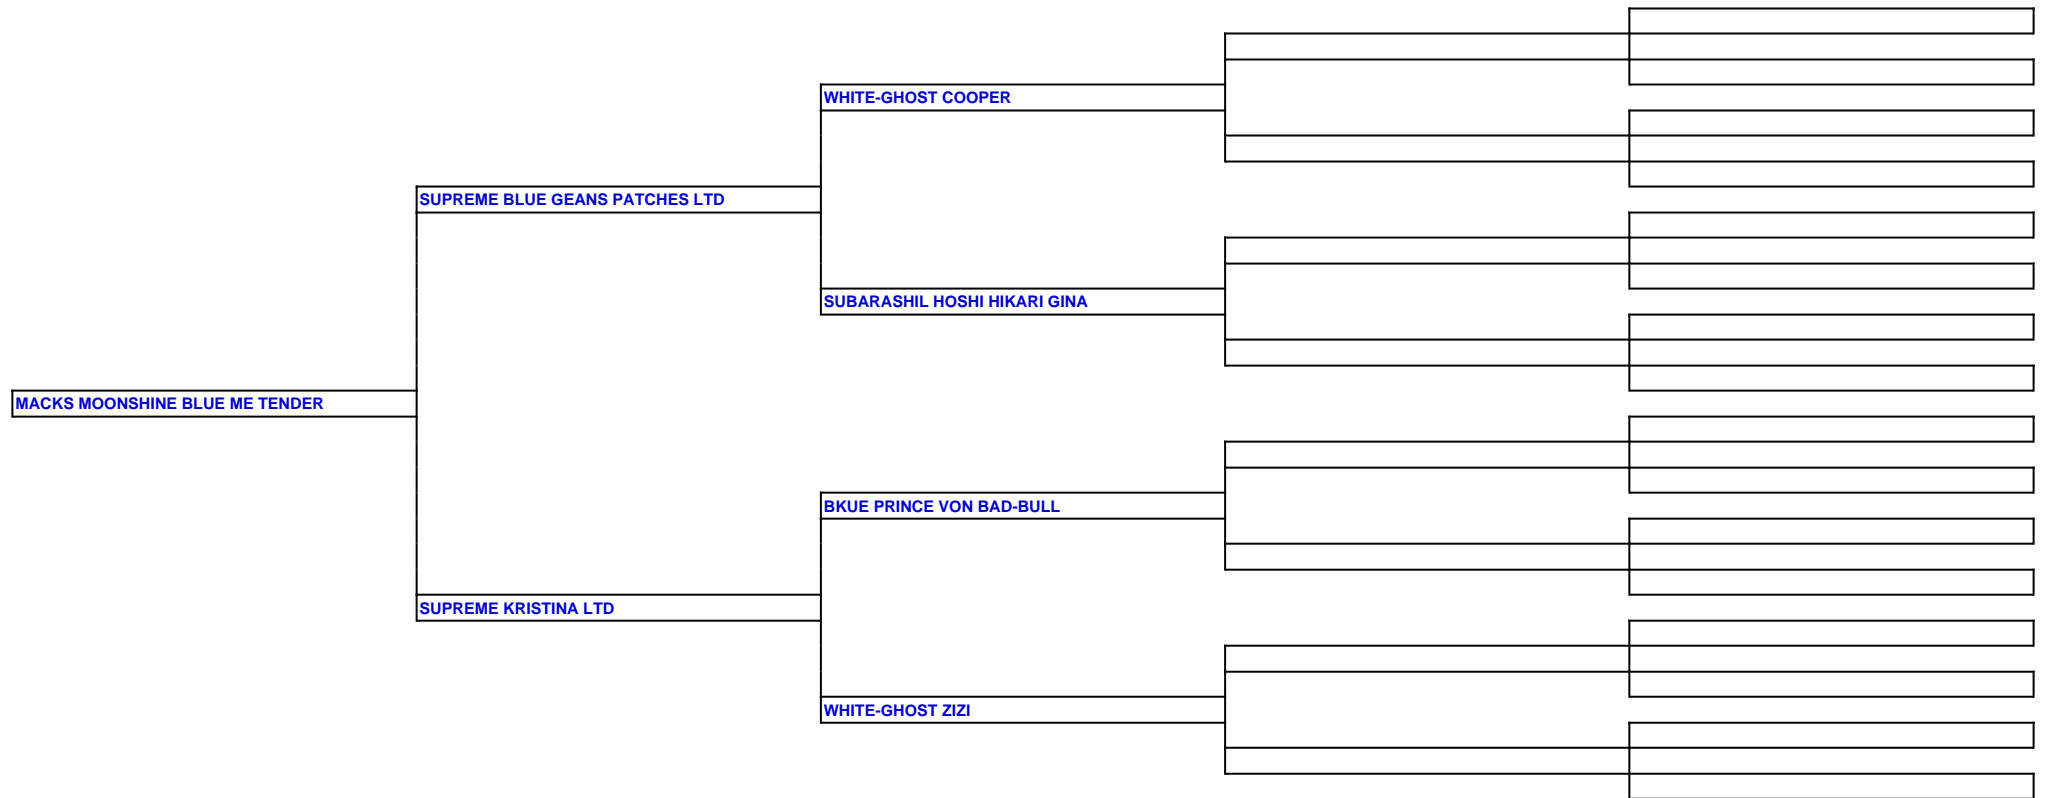 WHITE-GHOST COOPER
SUPREME BLUE GEANS PATCHES LTD
SUBARASHIL HOSHI HIKARI GINA
MACKS MOONSHINE BLUE ME TENDER
BKUE PRINCE VON BAD-BULL
SUPREME KRISTINA LTD
WHITE-GHOST ZIZI